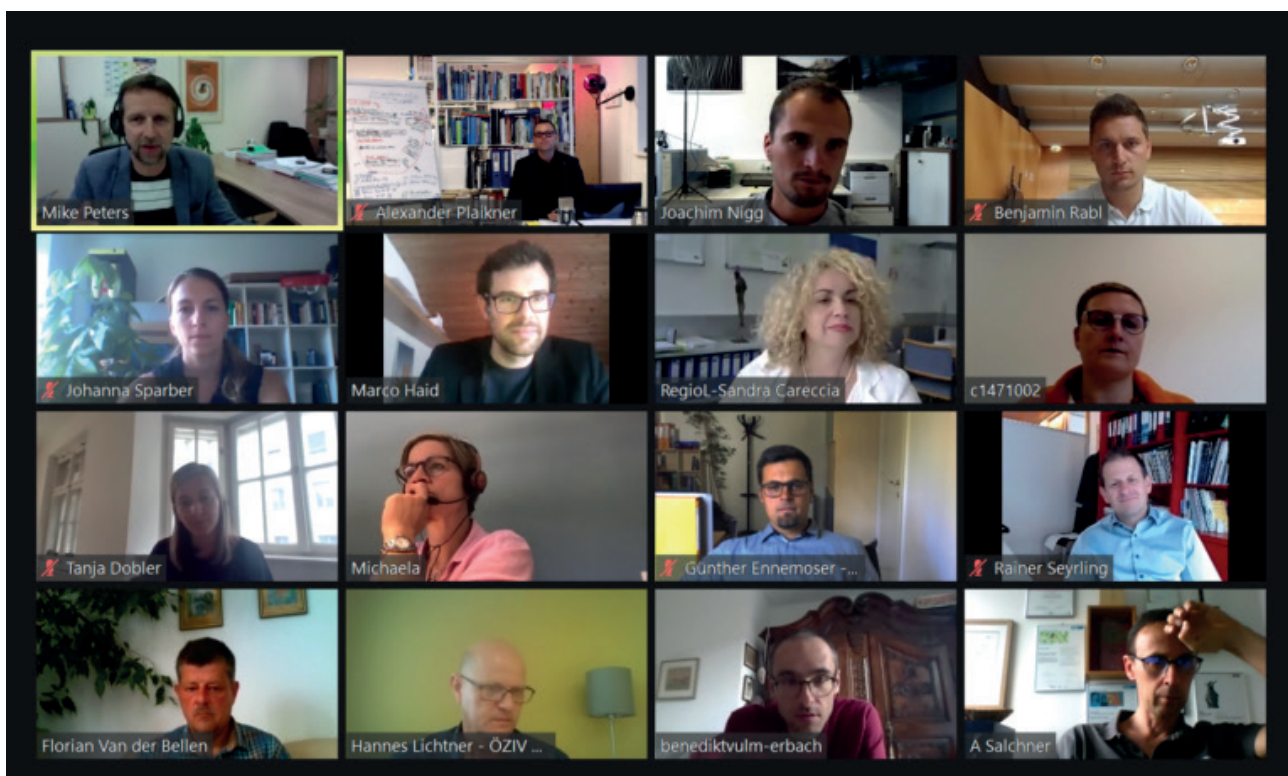 Mike Peters
Alexander Plaikner
Joachim Nigg
Benjamin Rabl
Johanna Sparber
Marco Haid
RegioL-Sandra Careccia
c1471002
Tanja Dobler
Michaela
Günther Ennemoser -...
Rainer Seyrling
Florian Van der Bellen
Hannes Lichtner - ÖZIV ...
benediktvulm-erbach
A Salchner